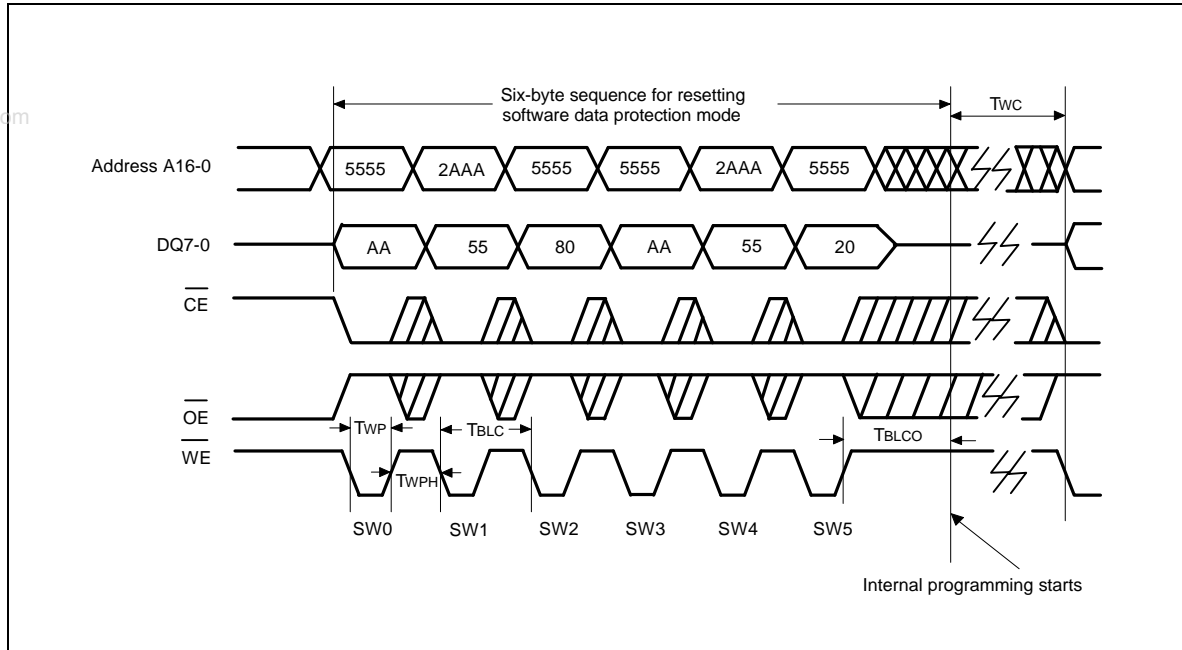 Six-byte sequence for resetting
software data protection mode
TWC
om
Address A16-0
5555 2AAA 5555 5555 2AAA 5555
DQ7-0
AA 55 80 AA 55 20
CE
OE
TWP TBLC TBLCO
WE
TWPH
SW0 SW1 SW2 SW3 SW4 SW5
Internal programming starts